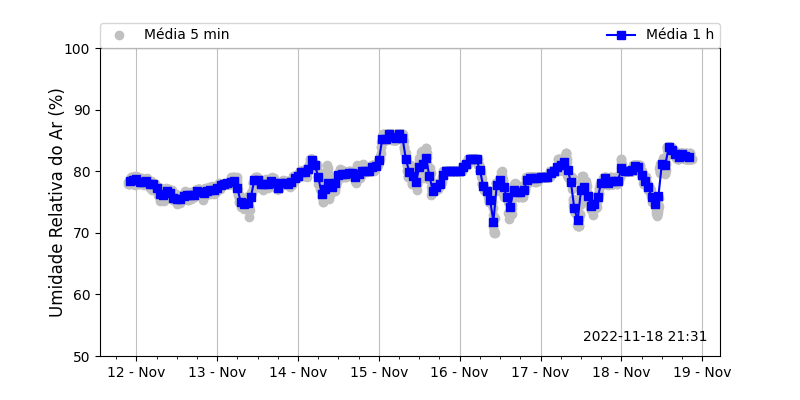 Média 5 min Média 1 h
100
90
80
70
60
50
Umidade Relativa do Ar (%)
2022-11-18 21:31
12 - Nov 13 - Nov 14 - Nov 15 - Nov 16 - Nov 17 - Nov 18 - Nov 19 - Nov